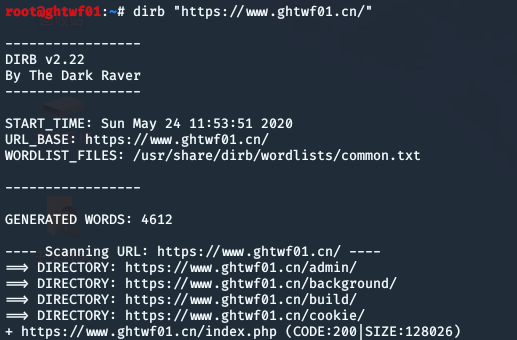 root@ghtwf01:~# dirb "https://www.ghtwf01.cn/"
-----------------
DIRB v2.22
By The Dark Raver
-----------------
START_TIME: Sun May 24 11:53:51 2020
URL_BASE: https://www.ghtwf01.cn/
WORDLIST_FILES: /usr/share/dirb/wordlists/common.txt
-----------------
GENERATED WORDS: 4612
---- Scanning URL: https://www.ghtwf01.cn/ ----
==> DIRECTORY: https://www.ghtwf01.cn/admin/
==> DIRECTORY: https://www.ghtwf01.cn/background/
==> DIRECTORY: https://www.ghtwf01.cn/build/
==> DIRECTORY: https://www.ghtwf01.cn/cookie/
+ https://www.ghtwf01.cn/index.php (CODE:200|SIZE:128026)